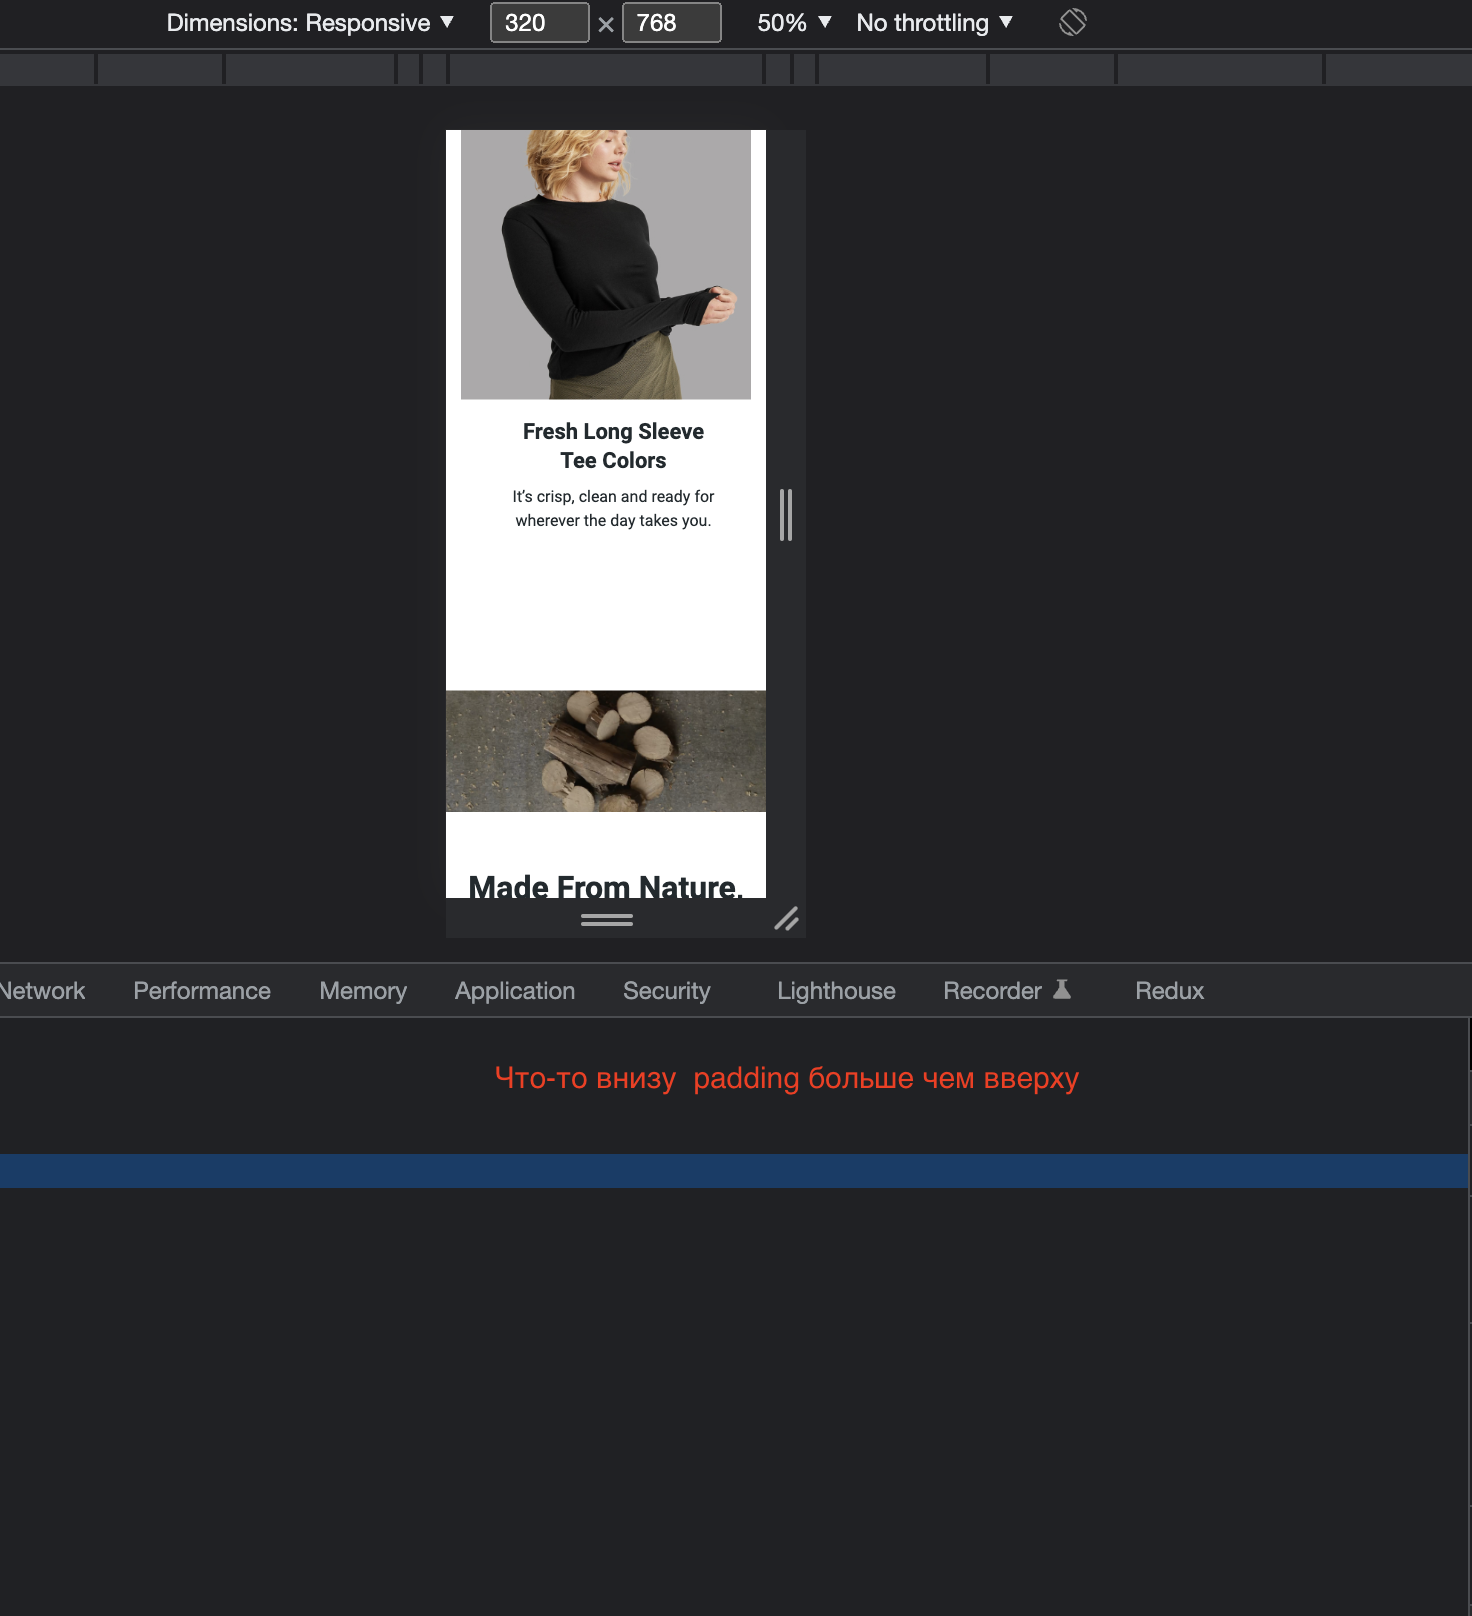 Dimensions: Responsive ▼ 320 × 768 50% ▼ No throttling ▼
Fresh Long Sleeve
Tee Colors
It’s crisp, clean and ready for
wherever the day takes you.
Made From Nature.
Network Performance Memory Application Security Lighthouse Recorder Redux
Что-то внизу padding больше чем вверху